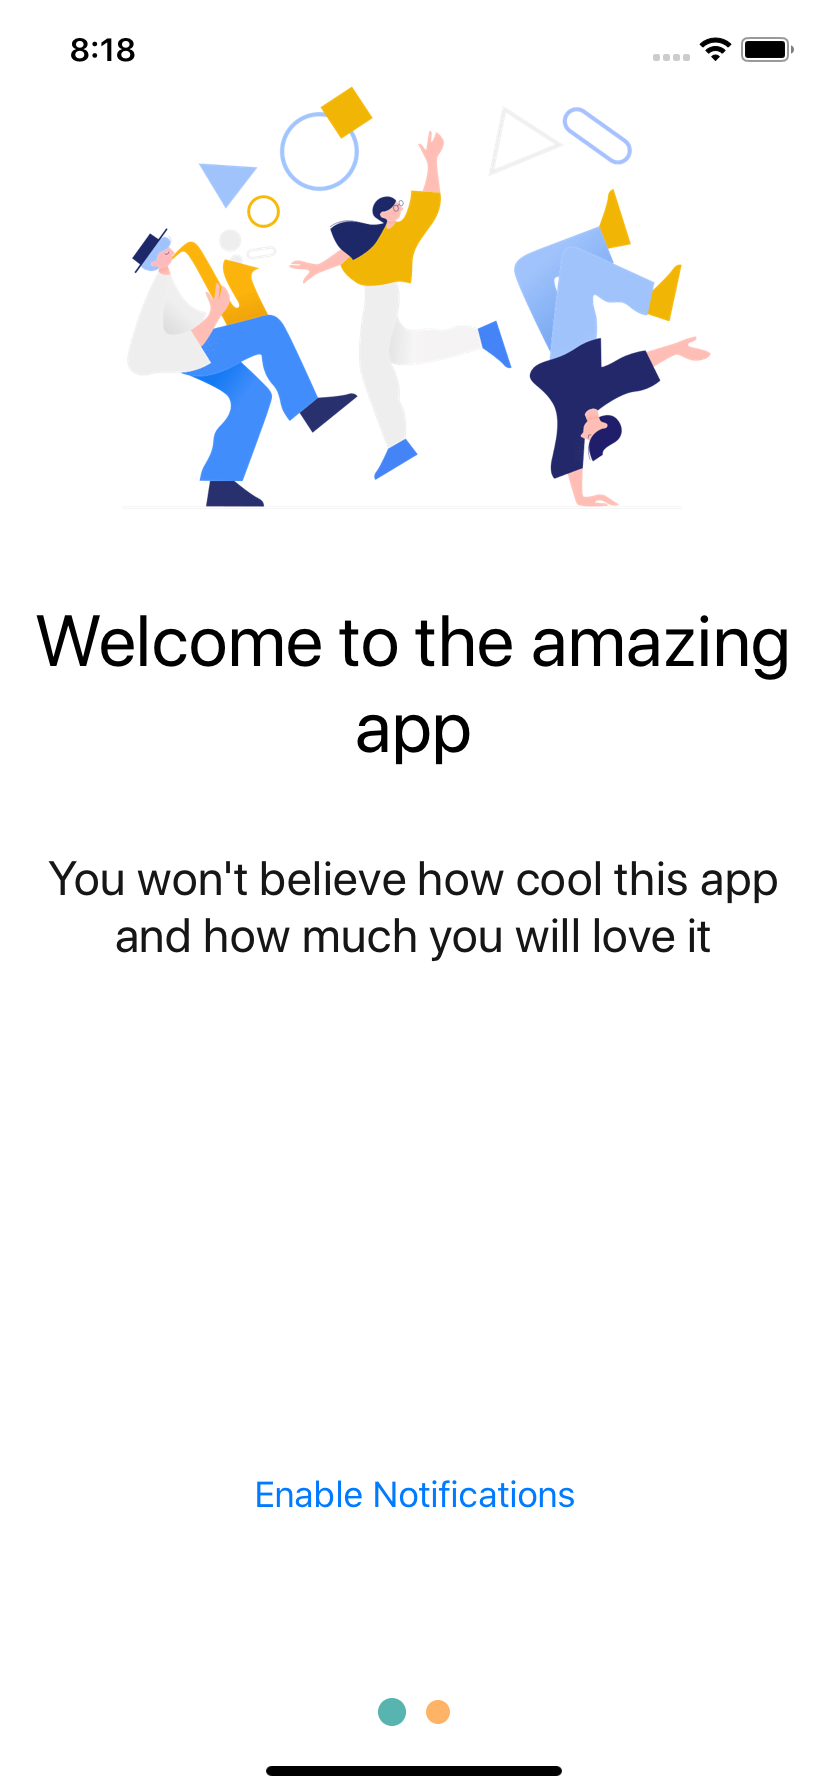 8:18
Welcome to the amazing
app
You won't believe how cool this app
and how much you will love it
Enable Notifications